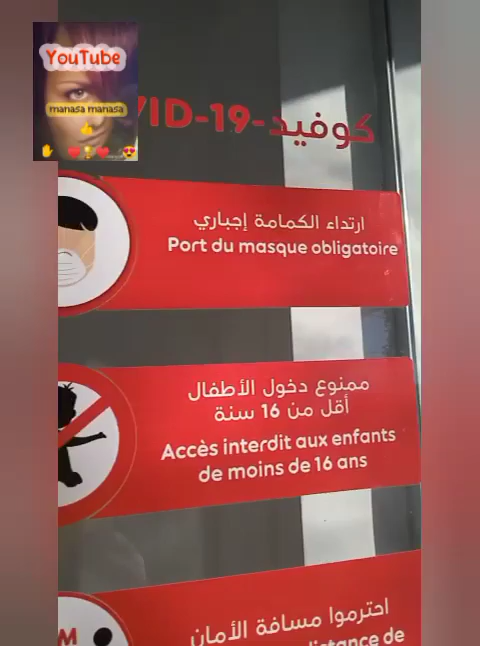 YouTube
manasa manasa
كوفيد-19-VID
ارتداء الكمامة إجباري
Port du masque obligatoire
ممنوع دخول الأطفال
أقل من 16 سنة
Accès interdit aux enfants
de moins de 16 ans
احترموا مسافة الأمان
M
distance de